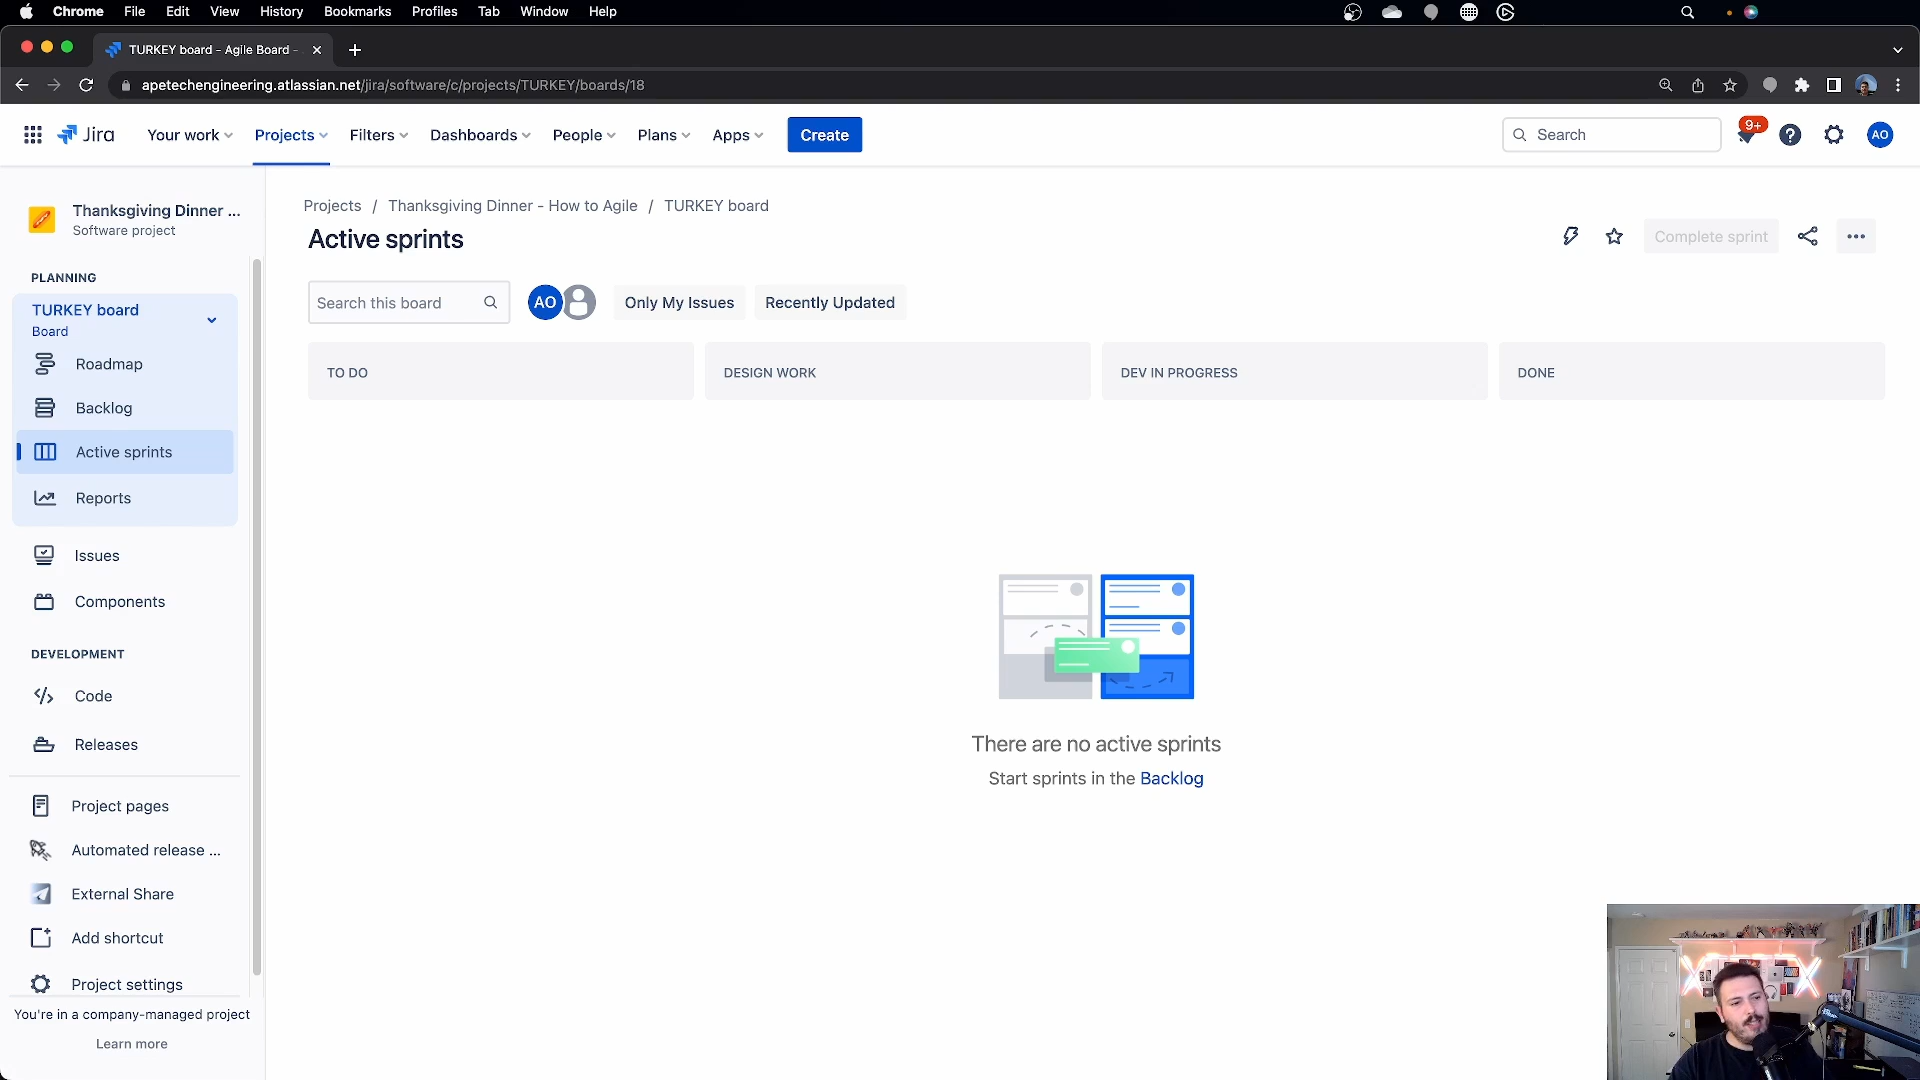 Chrome File Edit View History Bookmarks Profiles Tab Window Help
TURKEY board - Agile Board -
apetechengineering.atlassian.net/jira/software/c/projects/TURKEY/boards/18
Jira Your work Projects Filters Dashboards People Plans Apps Create Search 9+ AO
Thanksgiving Dinner ...
Software project
PLANNING
TURKEY board
Board
Roadmap
Backlog
Active sprints
Reports
Issues
Components
DEVELOPMENT
Code
Releases
Project pages
Automated release ...
External Share
Add shortcut
Project settings
You're in a company-managed project
Learn more
Projects / Thanksgiving Dinner - How to Agile / TURKEY board
Active sprints
Complete sprint
Search this board AO Only My Issues Recently Updated
TO DO DESIGN WORK DEV IN PROGRESS DONE
There are no active sprints
Start sprints in the Backlog